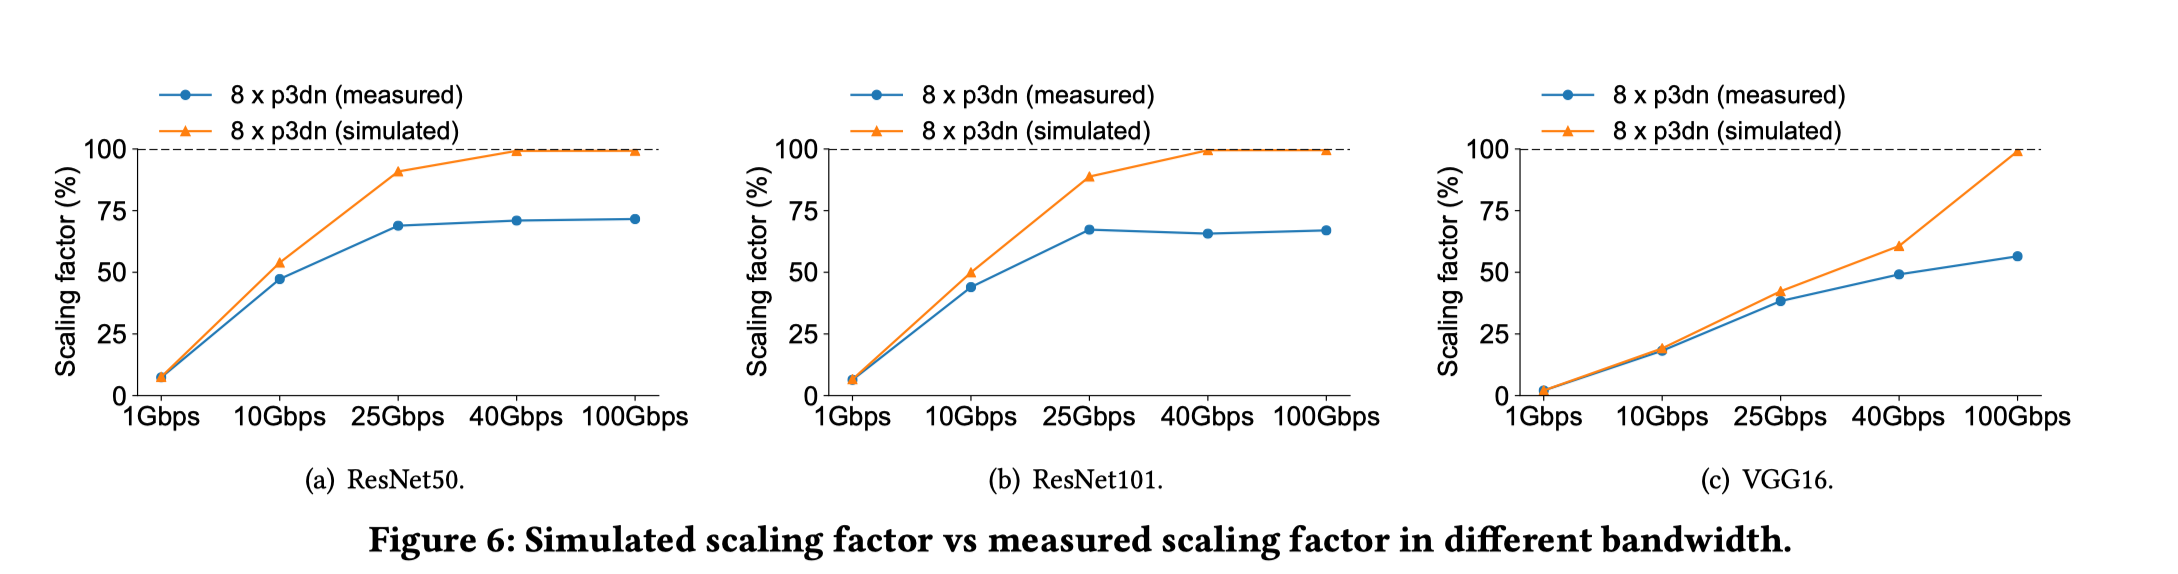 8 x p3dn (measured)
8 x p3dn (simulated)
100
75
50
25
0
Scaling factor (%)
1Gbps 10Gbps 25Gbps 40Gbps 100Gbps
(a) ResNet50.
8 x p3dn (measured)
8 x p3dn (simulated)
100
75
50
25
0
Scaling factor (%)
1Gbps 10Gbps 25Gbps 40Gbps 100Gbps
(b) ResNet101.
8 x p3dn (measured)
8 x p3dn (simulated)
100
75
50
25
0
Scaling factor (%)
1Gbps 10Gbps 25Gbps 40Gbps 100Gbps
(c) VGG16.
Figure 6: Simulated scaling factor vs measured scaling factor in different bandwidth.